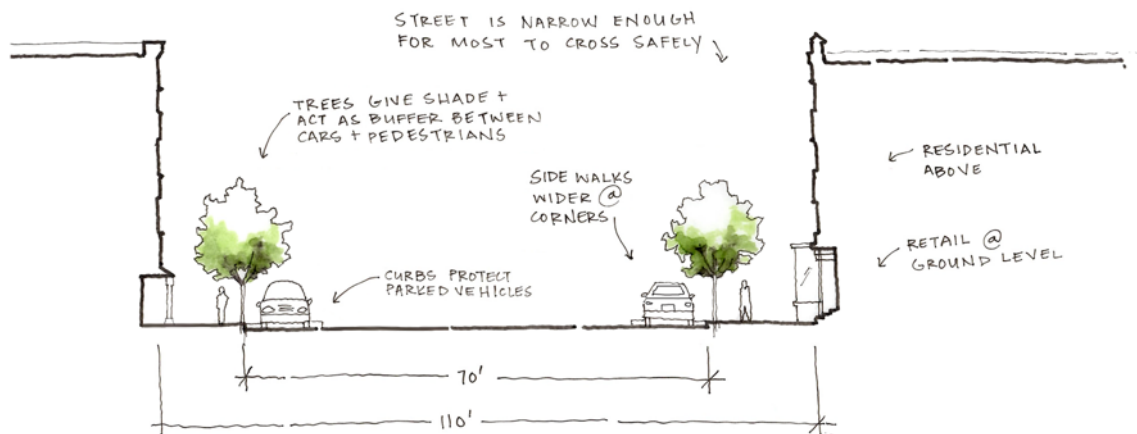 STREET IS NARROW ENOUGH
FOR MOST TO CROSS SAFELY
TREES GIVE SHADE +
ACT AS BUFFER BETWEEN
CARS + PEDESTRIANS
SIDE WALKS
WIDER @
CORNERS
RESIDENTIAL
ABOVE
RETAIL @
GROUND LEVEL
CURBS PROTECT
PARKED VEHICLES
70'
110'